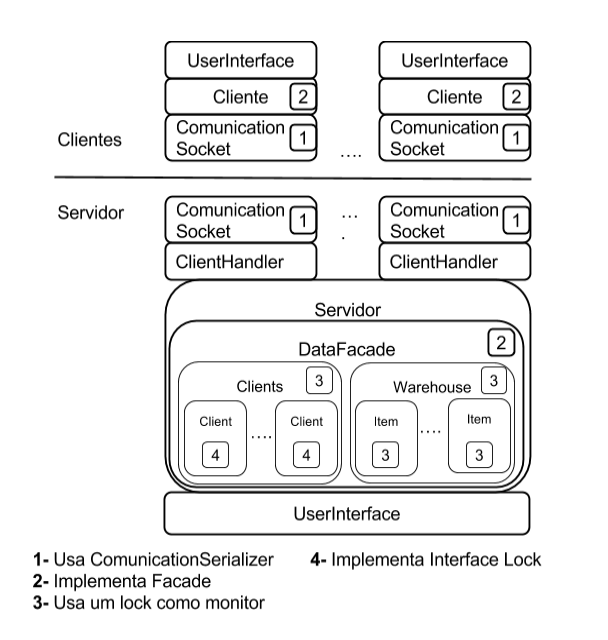 UserInterface
UserInterface
Cliente 2
Cliente 2
Clientes
Comunication
Socket 1
....
Comunication
Socket 1
Servidor
Comunication
Socket 1
...
.
Comunication
Socket 1
ClientHandler
ClientHandler
Servidor
DataFacade 2
Clients 3
Warehouse 3
Client
4
....
Client
4
Item
3
....
Item
3
UserInterface
1- Usa ComunicationSerializer
4- Implementa Interface Lock
2- Implementa Facade
3- Usa um lock como monitor